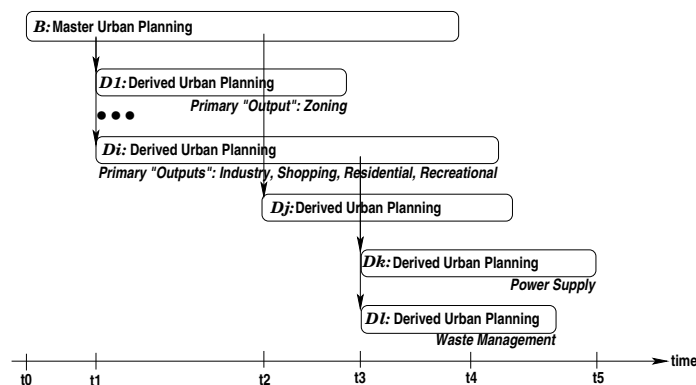 B: Master Urban Planning
D1: Derived Urban Planning
Primary "Output": Zoning
•••
Di: Derived Urban Planning
Primary "Outputs": Industry, Shopping, Residential, Recreational
Dj: Derived Urban Planning
Dk: Derived Urban Planning
Power Supply
Dl: Derived Urban Planning
Waste Management
time
t0 t1 t2 t3 t4 t5